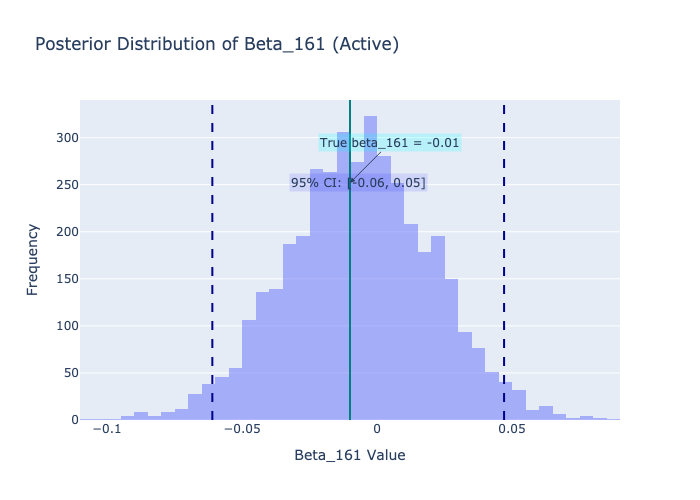 Posterior Distribution of Beta_161 (Active)
300
250
200
150
100
50
0
Frequency
True beta_161 = -0.01
95% CI: [-0.06, 0.05]
−0.1
−0.05
0
0.05
Beta_161 Value